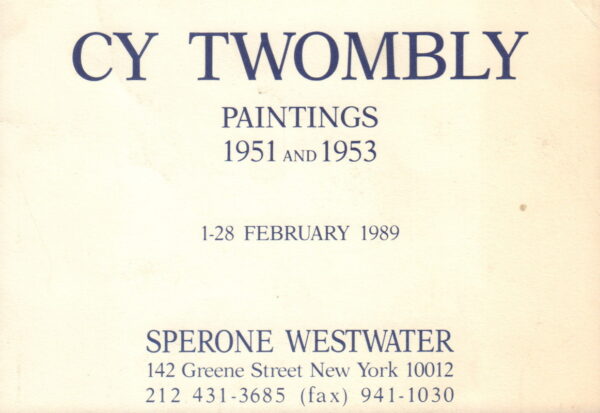 CY TWOMBLY
PAINTINGS
1951 AND 1953
1-28 FEBRUARY 1989
SPERONE WESTWATER
142 Greene Street New York 10012
212 431-3685 (fax) 941-1030